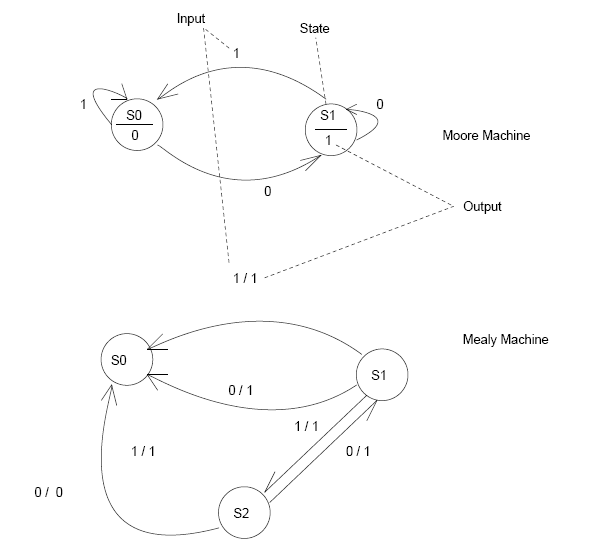 Input
State
1
1
0
S0
0
S1
1
Moore Machine
0
Output
1 / 1
Mealy Machine
S0
S1
0 / 1
1 / 1
1 / 1
0 / 1
0 / 0
S2